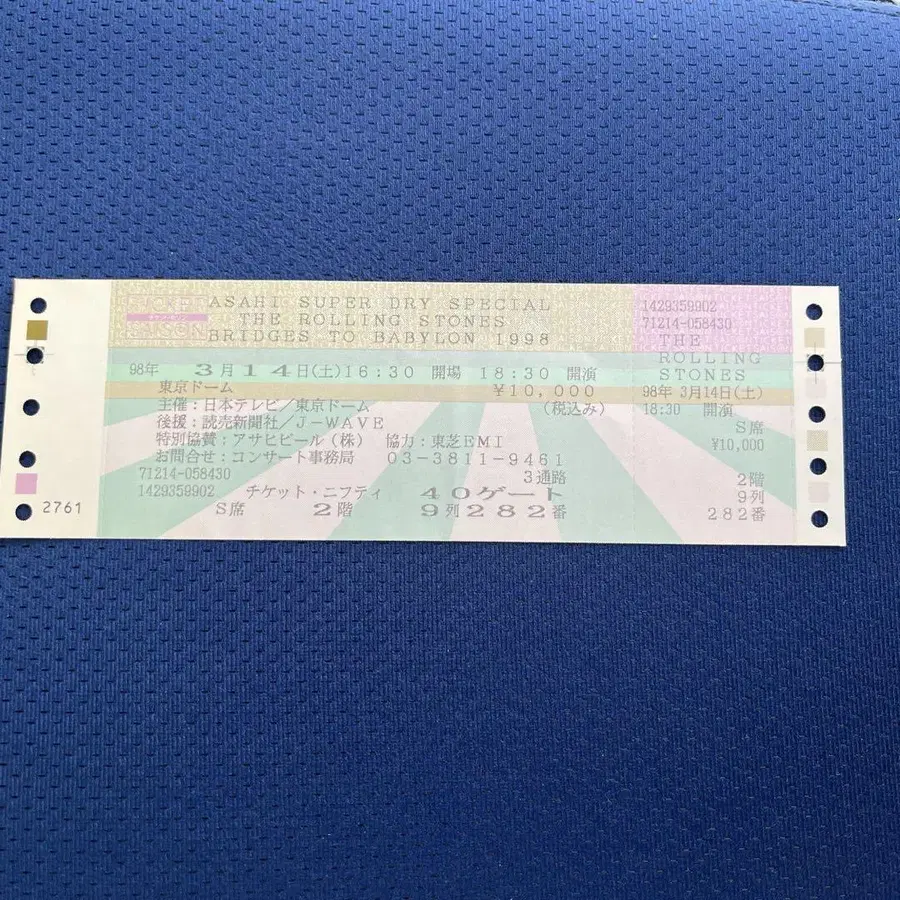 ASAHI SUPER DRY SPECIAL
THE ROLLING STONES
BRIDGES TO BABYLON 1998
98年 3月14日(土)16:30 開場 18:30 開演
東京ドーム ¥10,000
主催:日本テレビ/東京ドーム (税込み)
後援:読売新聞社/J-WAVE
特別協賛:アサヒビール(株) 協力:東芝EMI
お問合せ:コンサート事務局 03-3811-9461
71214-058430 3通路
1429359902 チケット・ニフティ 40ゲート
S席 2階 9列282番
2761
1429359902
71214-058430
THE
ROLLING
STONES
98年 3月14日(土)
18:30 開演
S席
¥10,000
2階
9列
282番